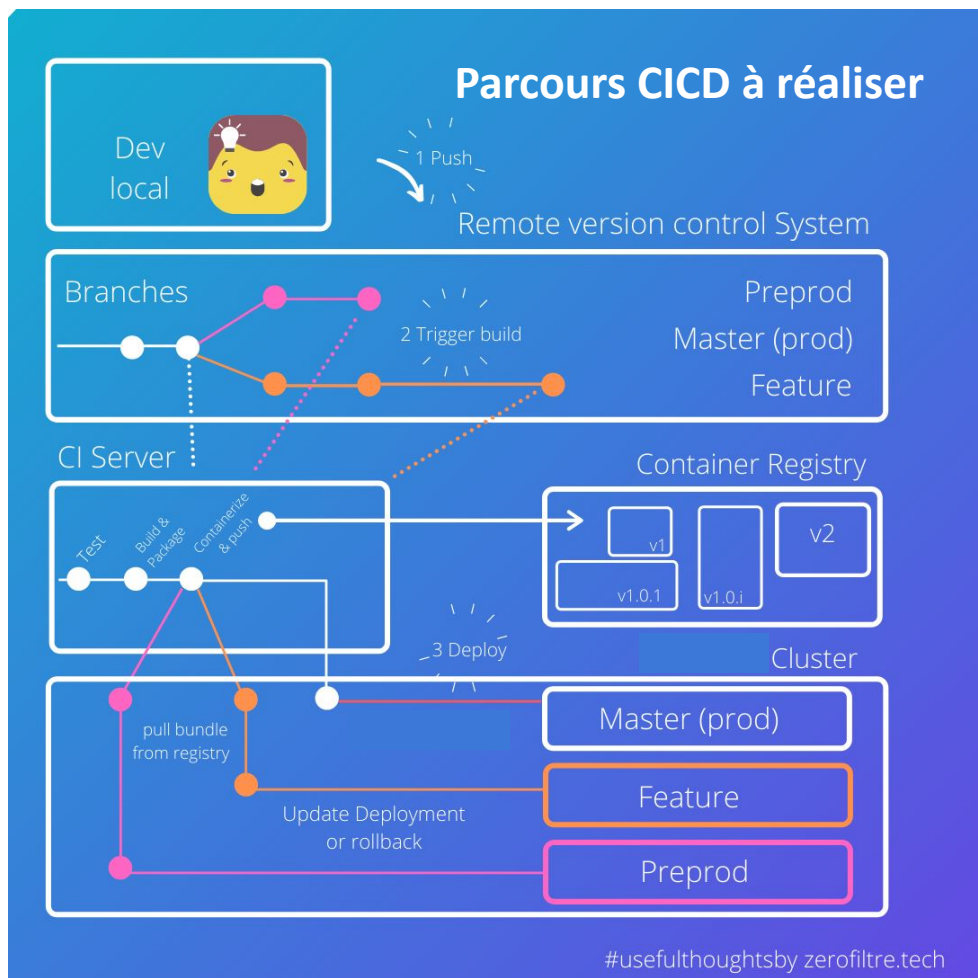 Parcours CICD à réaliser
Dev
local
1 Push
Remote version control System
Branches
Preprod
2 Trigger build
Master (prod)
Feature
CI Server
Container Registry
Test
Build &
Package
Containerize
& push
v1
v2
v1.0.1
v1.0.i
3 Deploy
Cluster
Master (prod)
pull bundle
from registry
Feature
Update Deployment
or rollback
Preprod
#usefulthoughtsby zerofiltre.tech